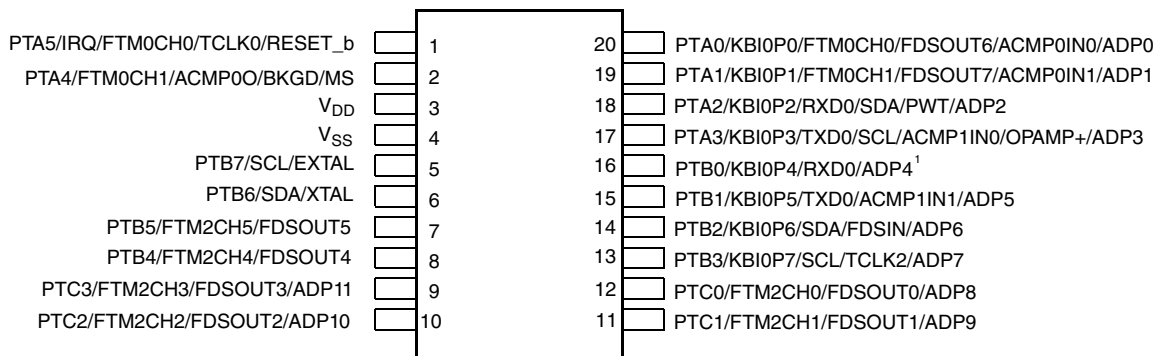 PTA5/IRQ/FTM0CH0/TCLK0/RESET_b 1 20 PTA0/KBI0P0/FTM0CH0/FDSOUT6/ACMP0IN0/ADP0
PTA4/FTM0CH1/ACMP0O/BKGD/MS 2 19 PTA1/KBI0P1/FTM0CH1/FDSOUT7/ACMP0IN1/ADP1
VDD 3 18 PTA2/KBI0P2/RXD0/SDA/PWT/ADP2
VSS 4 17 PTA3/KBI0P3/TXD0/SCL/ACMP1IN0/OPAMP+/ADP3
PTB7/SCL/EXTAL 5 16 PTB0/KBI0P4/RXD0/ADP4¹
PTB6/SDA/XTAL 6 15 PTB1/KBI0P5/TXD0/ACMP1IN1/ADP5
PTB5/FTM2CH5/FDSOUT5 7 14 PTB2/KBI0P6/SDA/FDSIN/ADP6
PTB4/FTM2CH4/FDSOUT4 8 13 PTB3/KBI0P7/SCL/TCLK2/ADP7
PTC3/FTM2CH3/FDSOUT3/ADP11 9 12 PTC0/FTM2CH0/FDSOUT0/ADP8
PTC2/FTM2CH2/FDSOUT2/ADP10 10 11 PTC1/FTM2CH1/FDSOUT1/ADP9